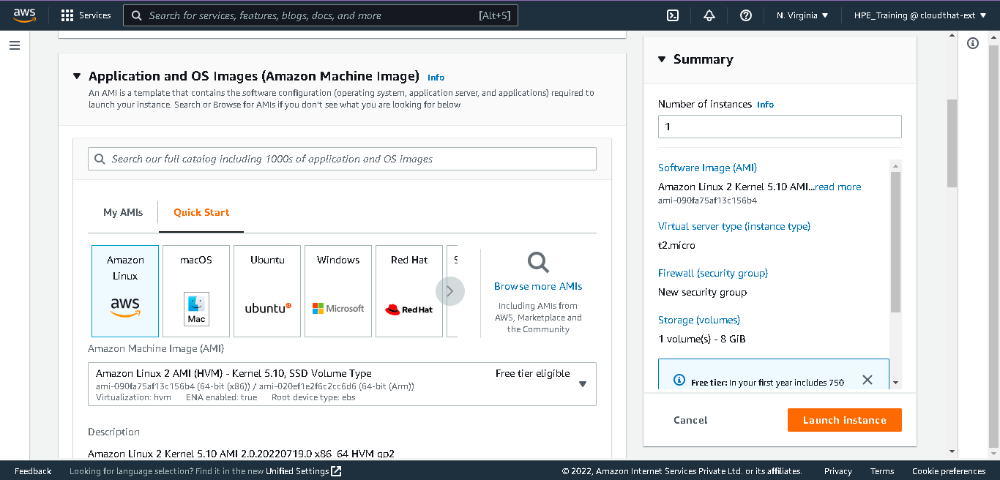 aws
Services
Search for services, features, blogs, docs, and more
[Alt+S]
N. Virginia
HPE_Training @ cloudthat-ext
Application and OS Images (Amazon Machine Image) Info
An AMI is a template that contains the software configuration (operating system, application server, and applications) required to
launch your instance. Search or Browse for AMIs if you don't see what you are looking for below
Search our full catalog including 1000s of application and OS images
My AMIs
Quick Start
Amazon
Linux
aws
macOS
Mac
Ubuntu
ubuntu
Windows
Microsoft
Red Hat
Red Hat
S
Browse more AMIs
Including AMIs from
AWS, Marketplace and
the Community
Amazon Machine Image (AMI)
Amazon Linux 2 AMI (HVM) - Kernel 5.10, SSD Volume Type
Free tier eligible
ami-090fa75af13c156b4 (64-bit (x86)) / ami-020ef1e2f6c2cc6d6 (64-bit (Arm))
Virtualization: hvm ENA enabled: true Root device type: ebs
Description
Amazon Linux 2 Kernel 5.10 AMI 2.0.20220719.0 x86_64 HVM gp2
Summary
Number of instances Info
1
Software Image (AMI)
Amazon Linux 2 Kernel 5.10 AMI...read more
ami-090fa75af13c156b4
Virtual server type (instance type)
t2.micro
Firewall (security group)
New security group
Storage (volumes)
1 volume(s) - 8 GiB
Free tier: In your first year includes 750
Cancel
Launch instance
Feedback
Looking for language selection? Find it in the new Unified Settings
© 2022, Amazon Internet Services Private Ltd. or its affiliates.
Privacy
Terms
Cookie preferences